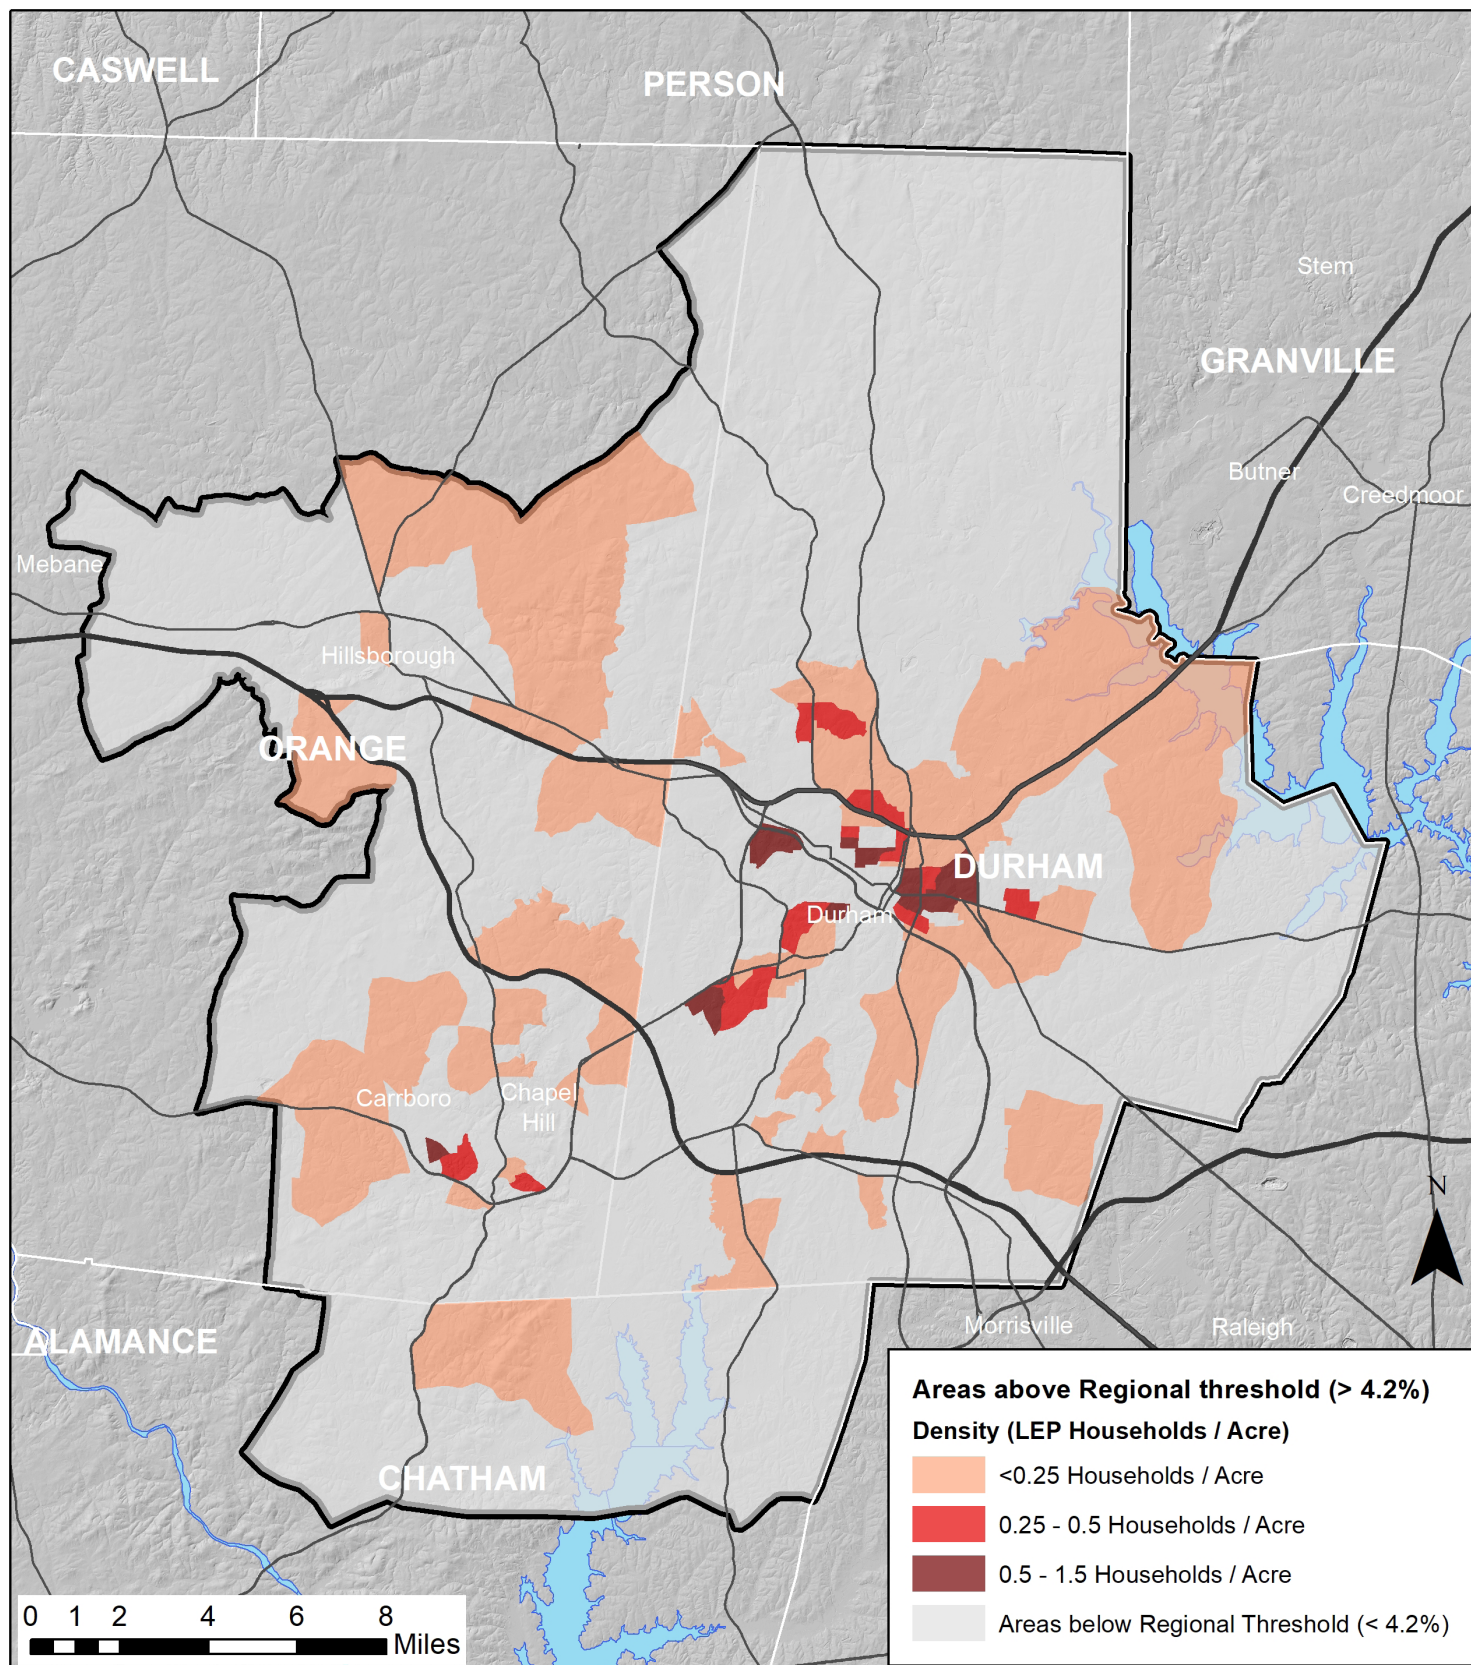 CASWELL
PERSON
Stem
GRANVILLE
Butner
Creedmoor
Mebane
Hillsborough
ORANGE
DURHAM
Durham
Carrboro
Chapel
Hill
N
Morrisville
Raleigh
ALAMANCE
CHATHAM
Areas above Regional threshold (> 4.2%)
Density (LEP Households / Acre)
<0.25 Households / Acre
0.25 - 0.5 Households / Acre
0.5 - 1.5 Households / Acre
Areas below Regional Threshold (< 4.2%)
0 1 2 4 6 8
Miles